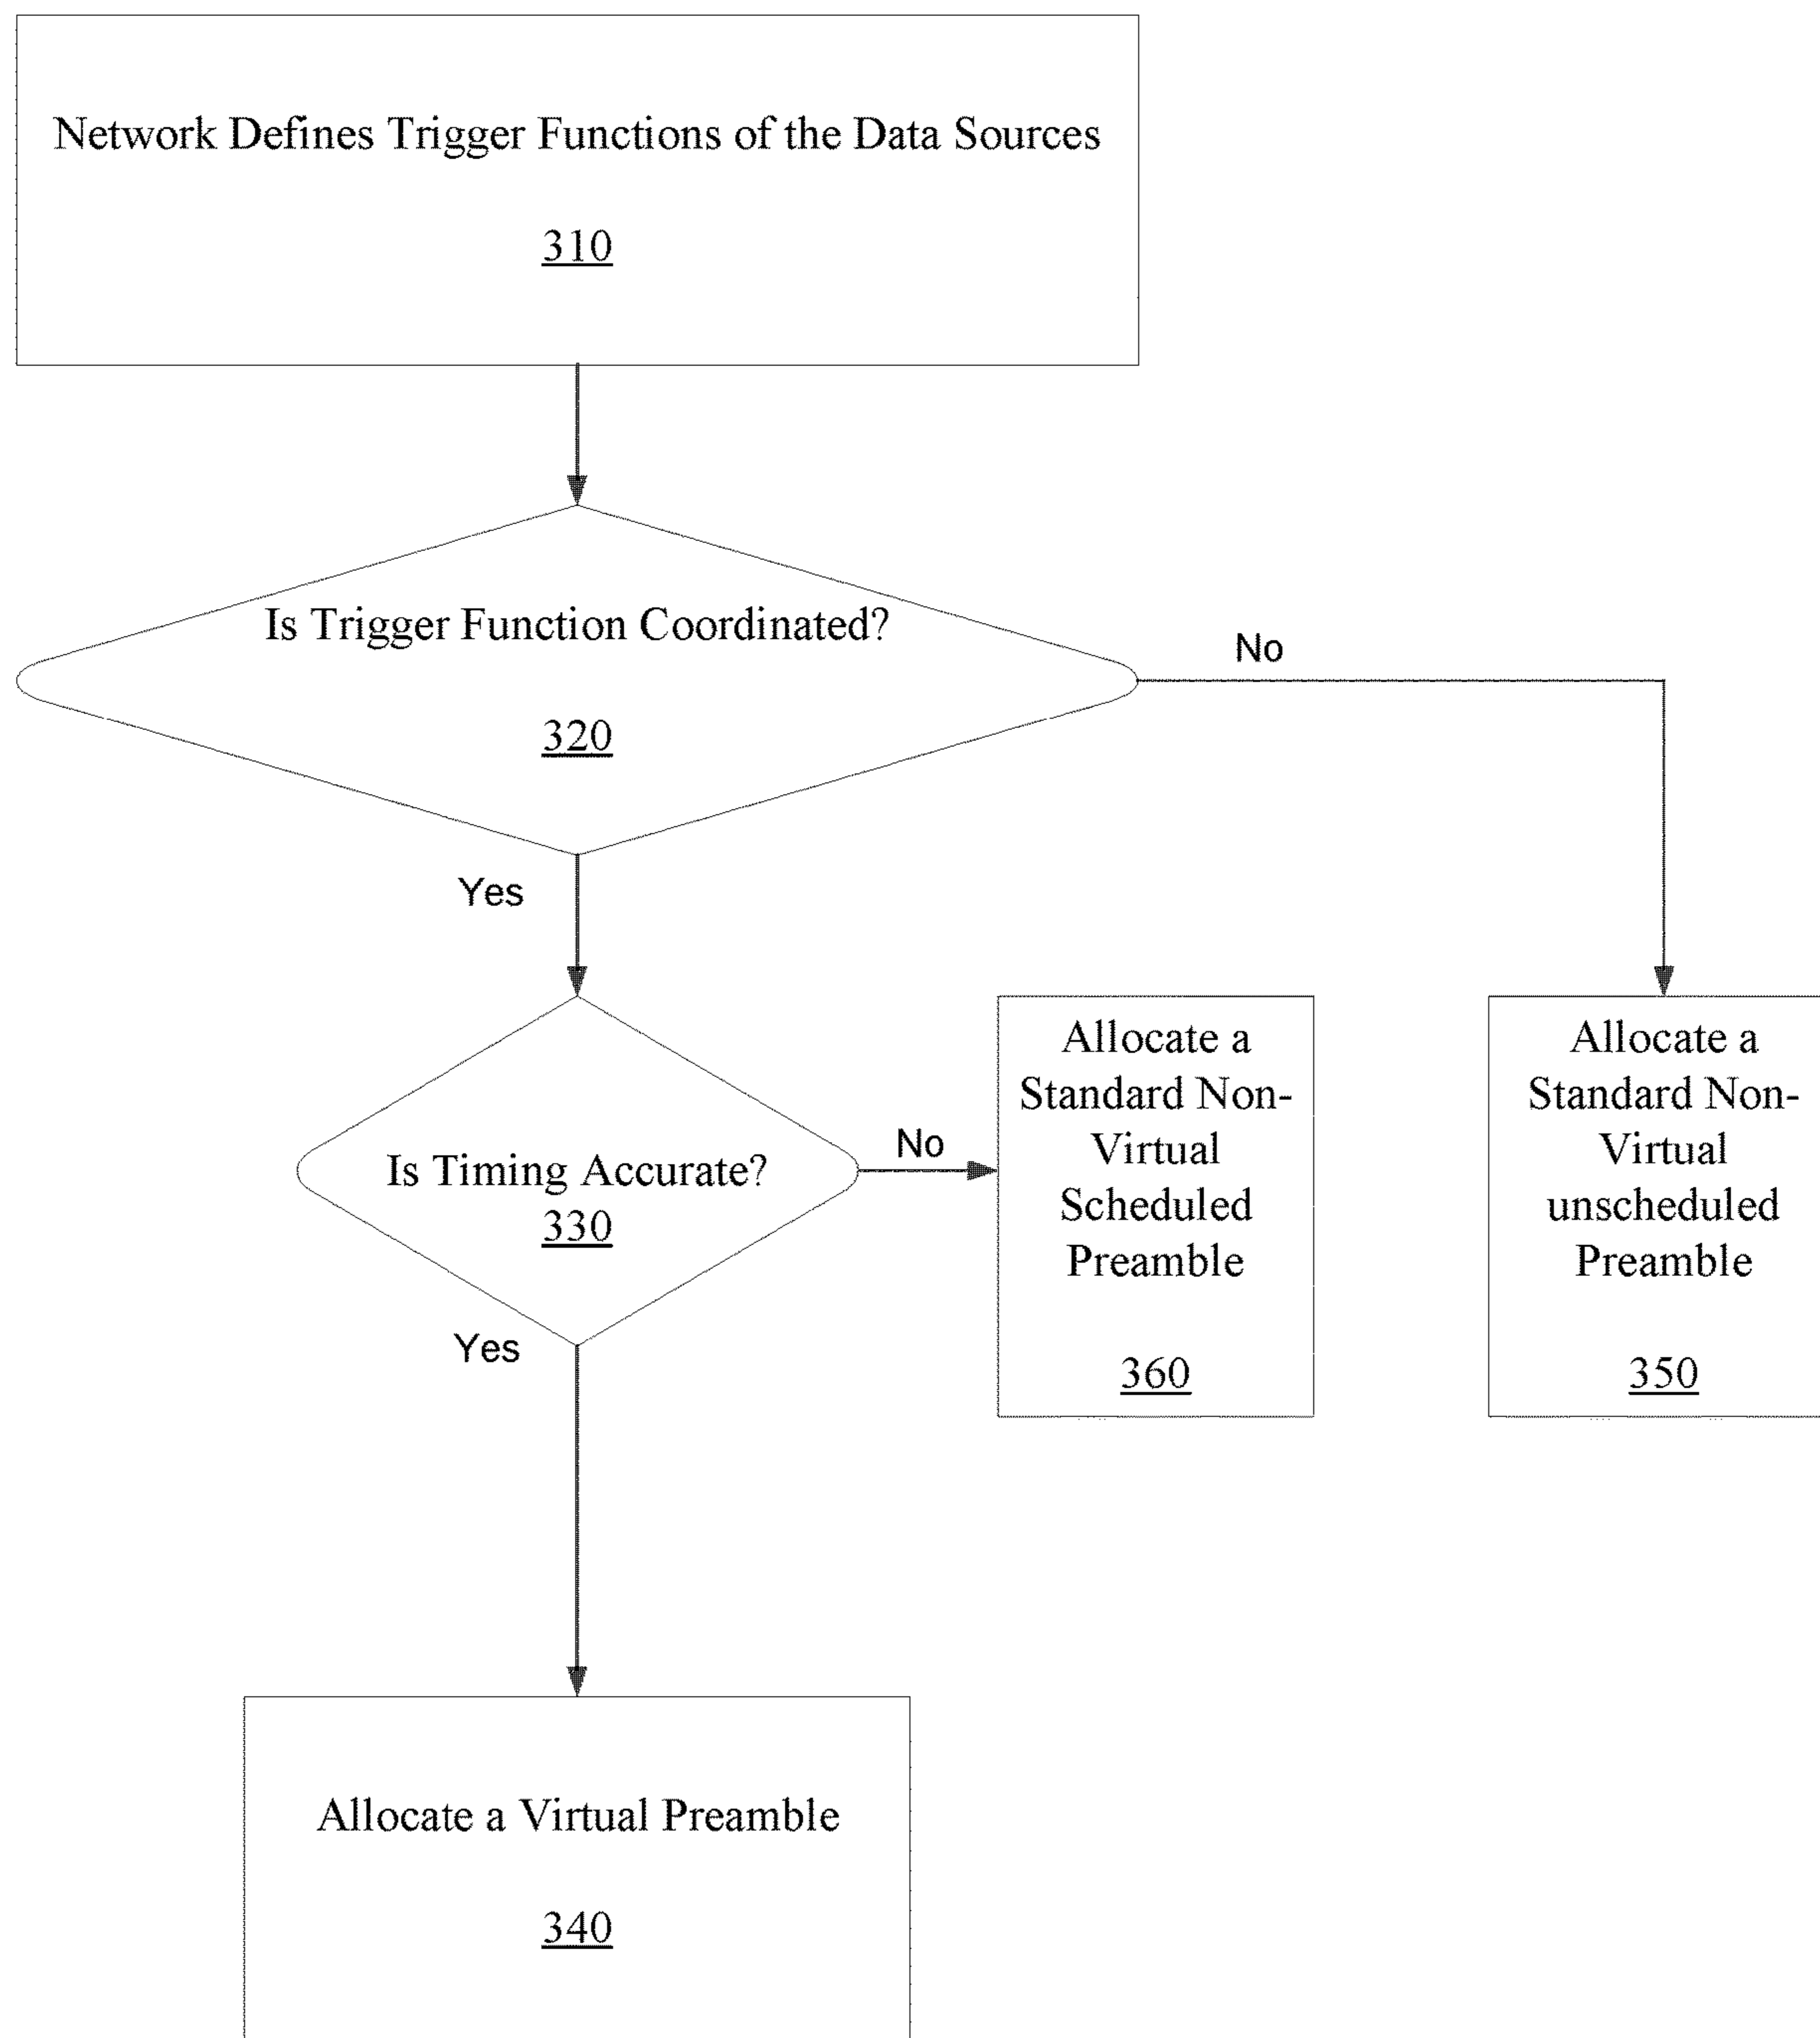 Network Defines Trigger Functions of the Data Sources
310
Is Trigger Function Coordinated?
320
No
Yes
Is Timing Accurate?
330
No
Yes
Allocate a
Standard Non-
Virtual
Scheduled
Preamble
360
Allocate a
Standard Non-
Virtual
unscheduled
Preamble
350
Allocate a Virtual Preamble
340